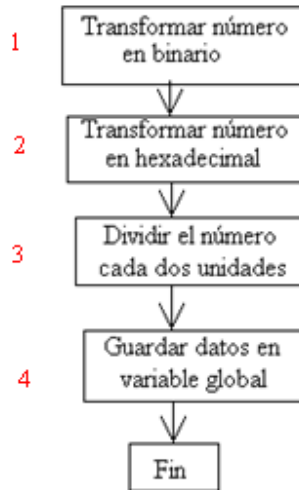 1
Transformar número
en binario
2
Transformar número
en hexadecimal
3
Dividir el número
cada dos unidades
4
Guardar datos en
variable global
Fin